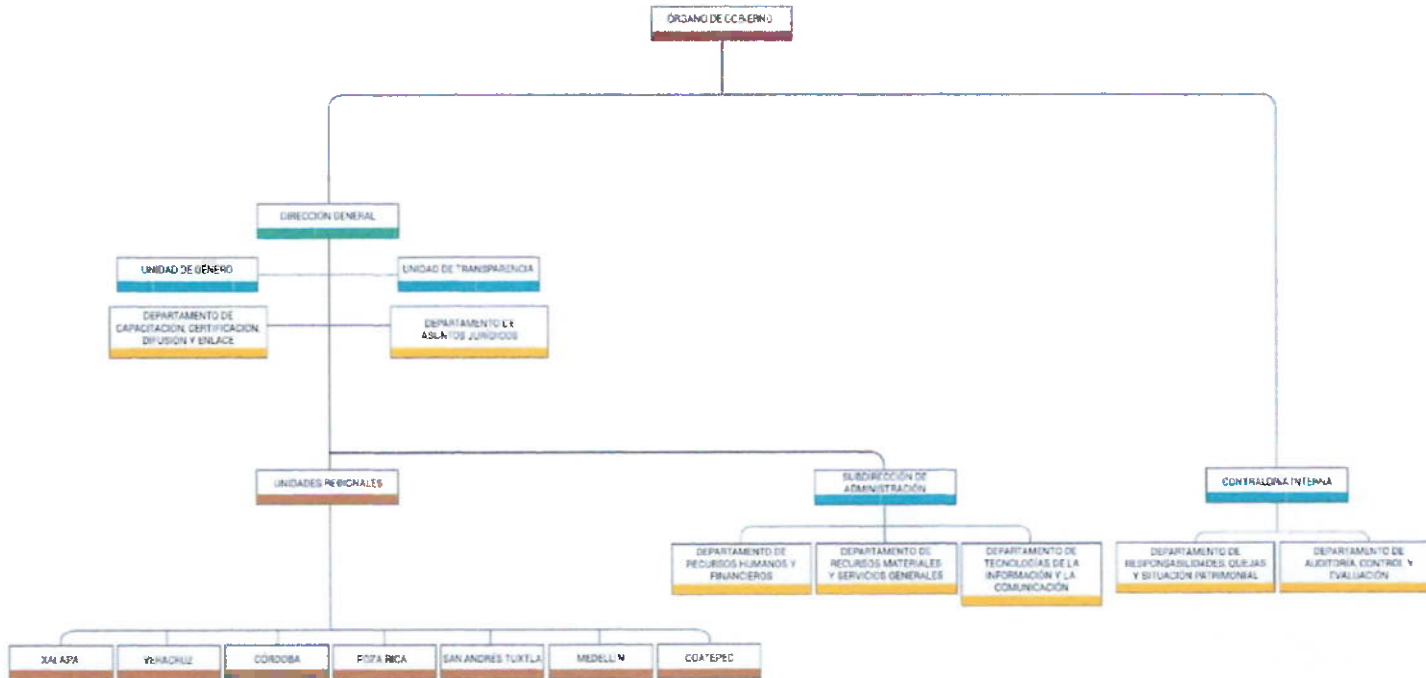 ÓRGANO DE GOBIERNO
DIRECCIÓN GENERAL
UNIDAD DE GÉNERO
UNIDAD DE TRANSPARENCIA
DEPARTAMENTO DE
CAPACITACIÓN, CERTIFICACIÓN,
DIFUSIÓN Y ENLACE
DEPARTAMENTO DE
ASUNTOS JURÍDICOS
UNIDADES REGIONALES
SUBDIRECCIÓN DE
ADMINISTRACIÓN
CONTRALORÍA INTERNA
DEPARTAMENTO DE
RECURSOS HUMANOS Y
FINANCIEROS
DEPARTAMENTO DE
RECURSOS MATERIALES
Y SERVICIOS GENERALES
DEPARTAMENTO DE
TECNOLOGÍAS DE LA
INFORMACIÓN Y LA
COMUNICACIÓN
DEPARTAMENTO DE
RESPONSABILIDADES, QUEJAS
Y SITUACIÓN PATRIMONIAL
DEPARTAMENTO DE
AUDITORÍA, CONTROL Y
EVALUACIÓN
XALAPA
VERACRUZ
CÓRDOBA
POZA RICA
SAN ANDRÉS TUXTLA
MEDELLÍN
COATEPEC